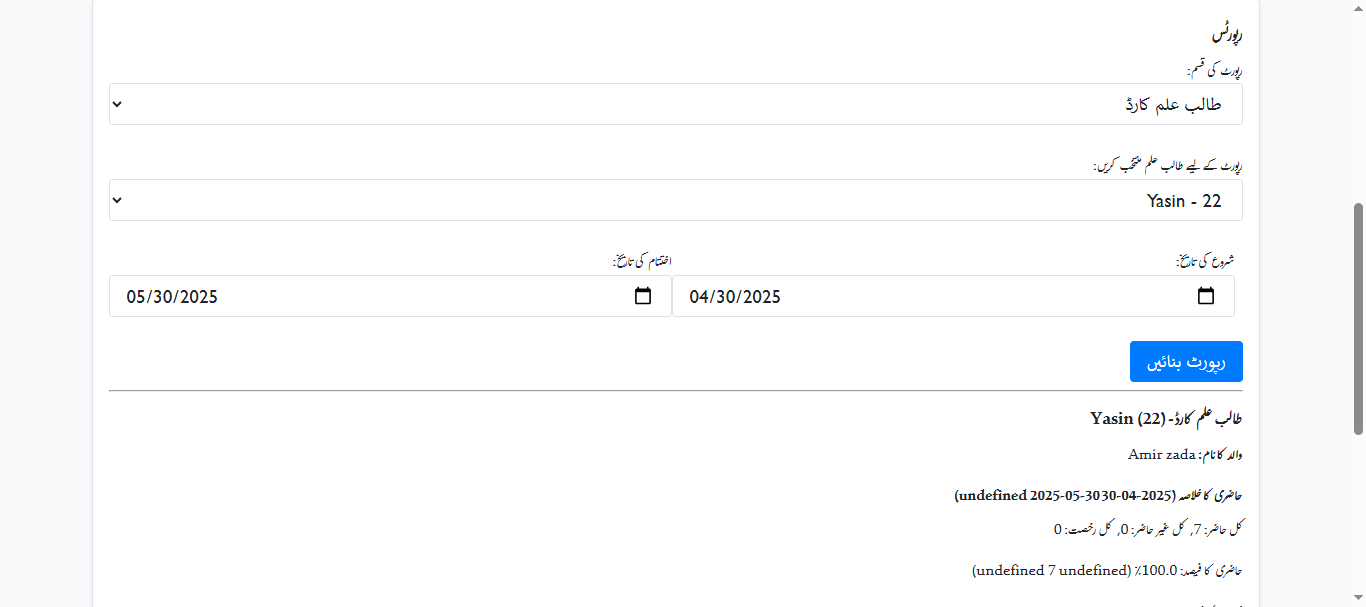 رپورٹس
رپورٹ کی قسم:
طالب علم کارڈ
رپورٹ کے لیے طالب علم منتخب کریں:
Yasin - 22
شروع کی تاریخ: اختتام کی تاریخ:
04/30/2025 05/30/2025
رپورٹ بنائیں
طالب علم کارڈ - Yasin (22)
والد کا نام: Amir zada
حاضری کا خلاصہ (2025-04-30 undefined 2025-05-30)
کل حاضر: 7, کل غیر حاضر: 0, کل رخصت: 0
حاضری کا فیصد: 100.0٪ (undefined 7 undefined)